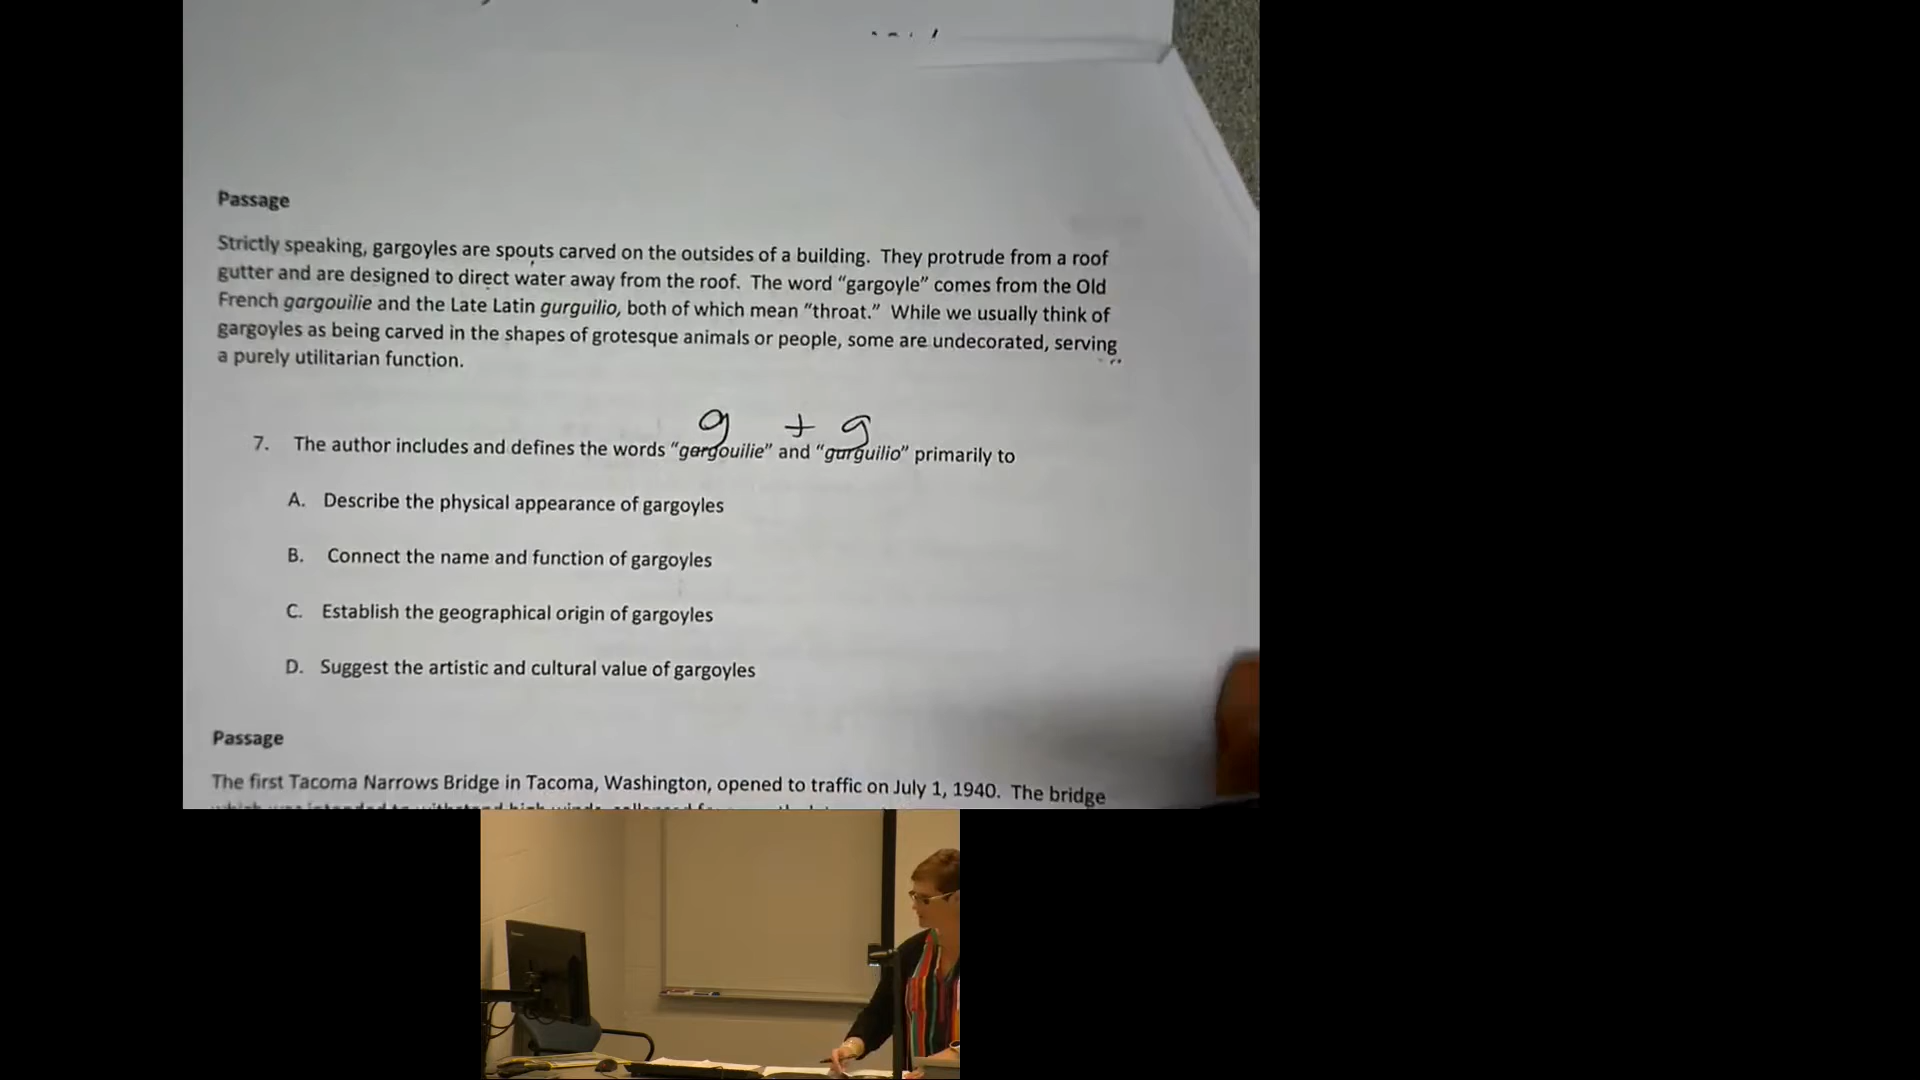 Passage
Strictly speaking, gargoyles are spouts carved on the outsides of a building. They protrude from a roof
gutter and are designed to direct water away from the roof. The word “gargoyle” comes from the Old
French gargouilie and the Late Latin gurguilio, both of which mean “throat.” While we usually think of
gargoyles as being carved in the shapes of grotesque animals or people, some are undecorated, serving
a purely utilitarian function.
g + g
7. The author includes and defines the words “gargouilie” and “gurguilio” primarily to
A. Describe the physical appearance of gargoyles
B. Connect the name and function of gargoyles
C. Establish the geographical origin of gargoyles
D. Suggest the artistic and cultural value of gargoyles
Passage
The first Tacoma Narrows Bridge in Tacoma, Washington, opened to traffic on July 1, 1940. The bridge